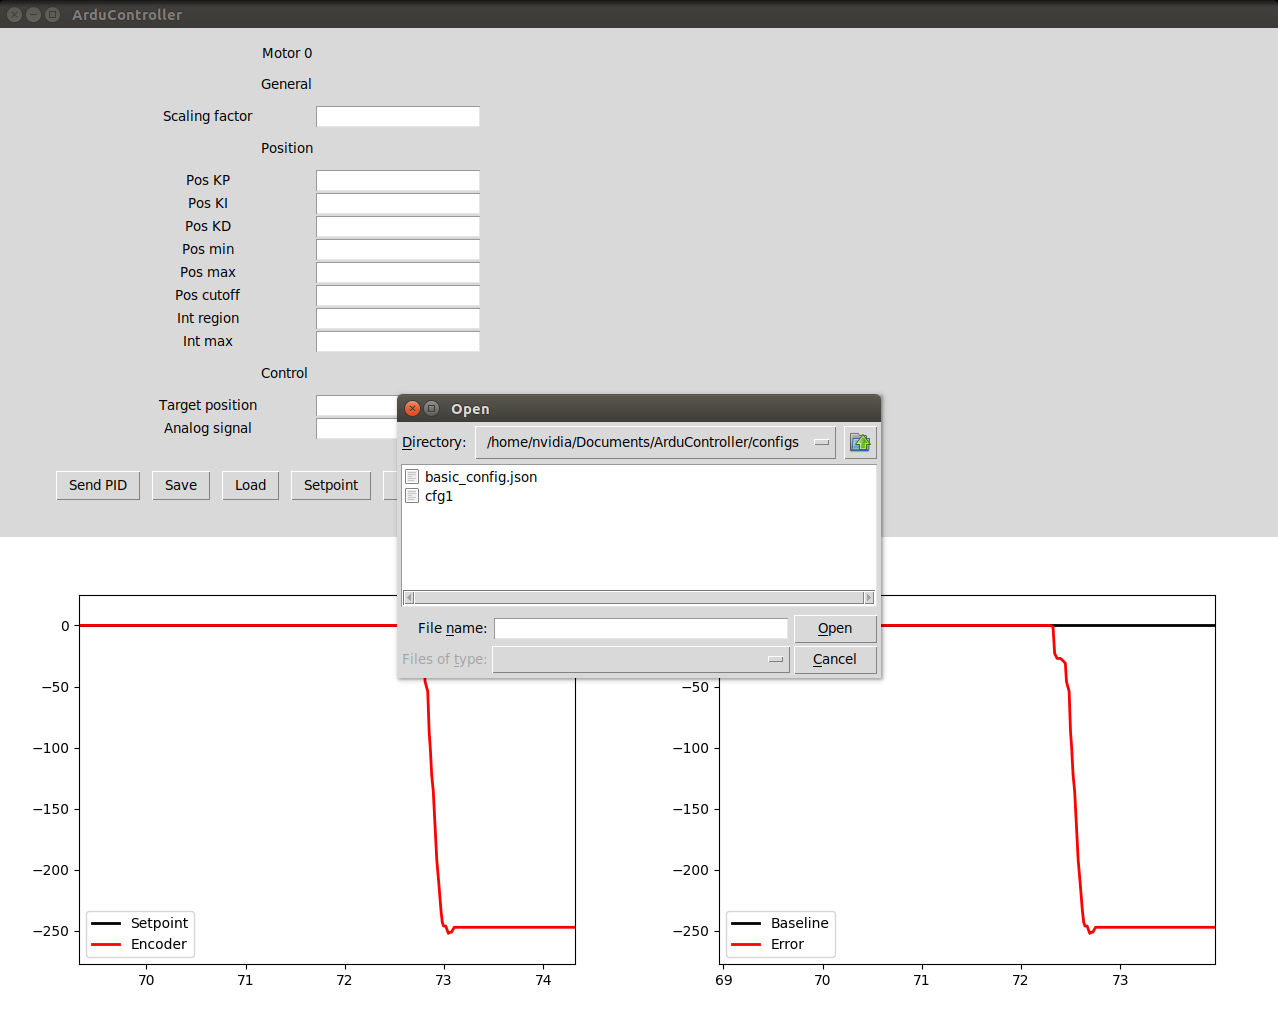 ArduController
Motor 0
General
Scaling factor
Position
Pos KP
Pos KI
Pos KD
Pos min
Pos max
Pos cutoff
Int region
Int max
Control
Target position
Analog signal
Send PID
Save
Load
Setpoint
Open
Directory:
/home/nvidia/Documents/ArduController/configs
basic_config.json
cfg1
File name:
Open
Files of type:
Cancel
0
−50
−100
−150
−200
−250
Setpoint
Encoder
70
71
72
73
74
−50
−100
−150
−200
−250
Baseline
Error
69
70
71
72
73